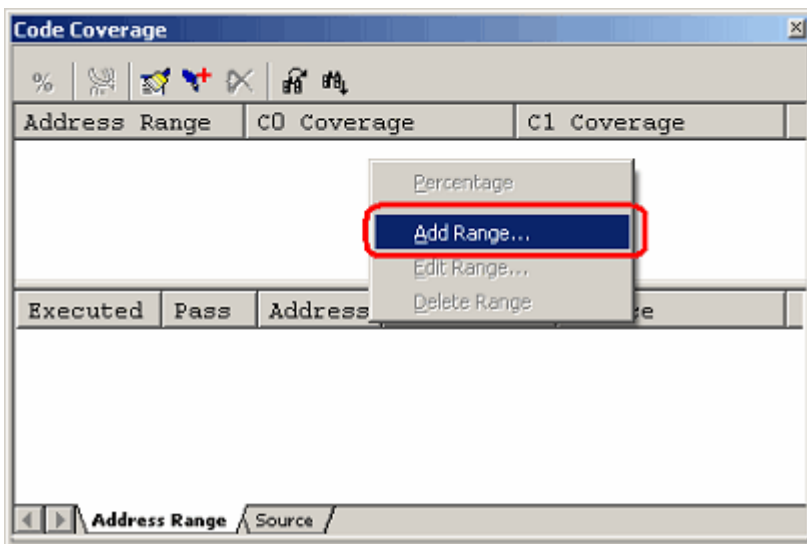 Code Coverage
%
Address Range C0 Coverage C1 Coverage
Percentage
Add Range...
Edit Range...
Delete Range
Executed Pass Address
Address Range Source